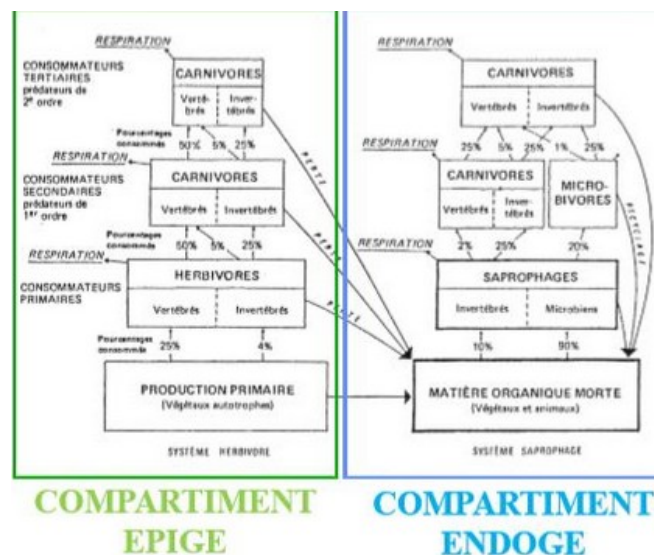 RESPIRATION
CONSOMMATEURS
TERTIAIRES
prédateurs de
2e ordre
CARNIVORES
Verté-
brés
Inver-
tébrés
Pourcentages
consommés
50% 5% 25%
RESPIRATION
CONSOMMATEURS
SECONDAIRES
prédateurs de
1er ordre
CARNIVORES
Vertébrés Invertébrés
Pourcentages
consommés
50% 5% 25%
RESPIRATION
CONSOMMATEURS
PRIMAIRES
HERBIVORES
Vertébrés Invertébrés
Pourcentages
consommés
25% 4%
PRODUCTION PRIMAIRE
(Végétaux autotrophes)
SYSTÈME HERBIVORE
PERTE
PERTE
PERTE
COMPARTIMENT
EPIGE
RESPIRATION
CARNIVORES
Vertébrés Invertébrés
25% 5% 25% 1% 25%
RESPIRATION
CARNIVORES
Vertébrés
Inver-
tébrés
MICRO-
BIVORES
2% 25% 20%
RESPIRATION
SAPROPHAGES
Invertébrés Microbiens
10% 90%
RECYCLAGE
MATIÈRE ORGANIQUE MORTE
(Végétaux et animaux)
SYSTÈME SAPROPHAGE
COMPARTIMENT
ENDOGE